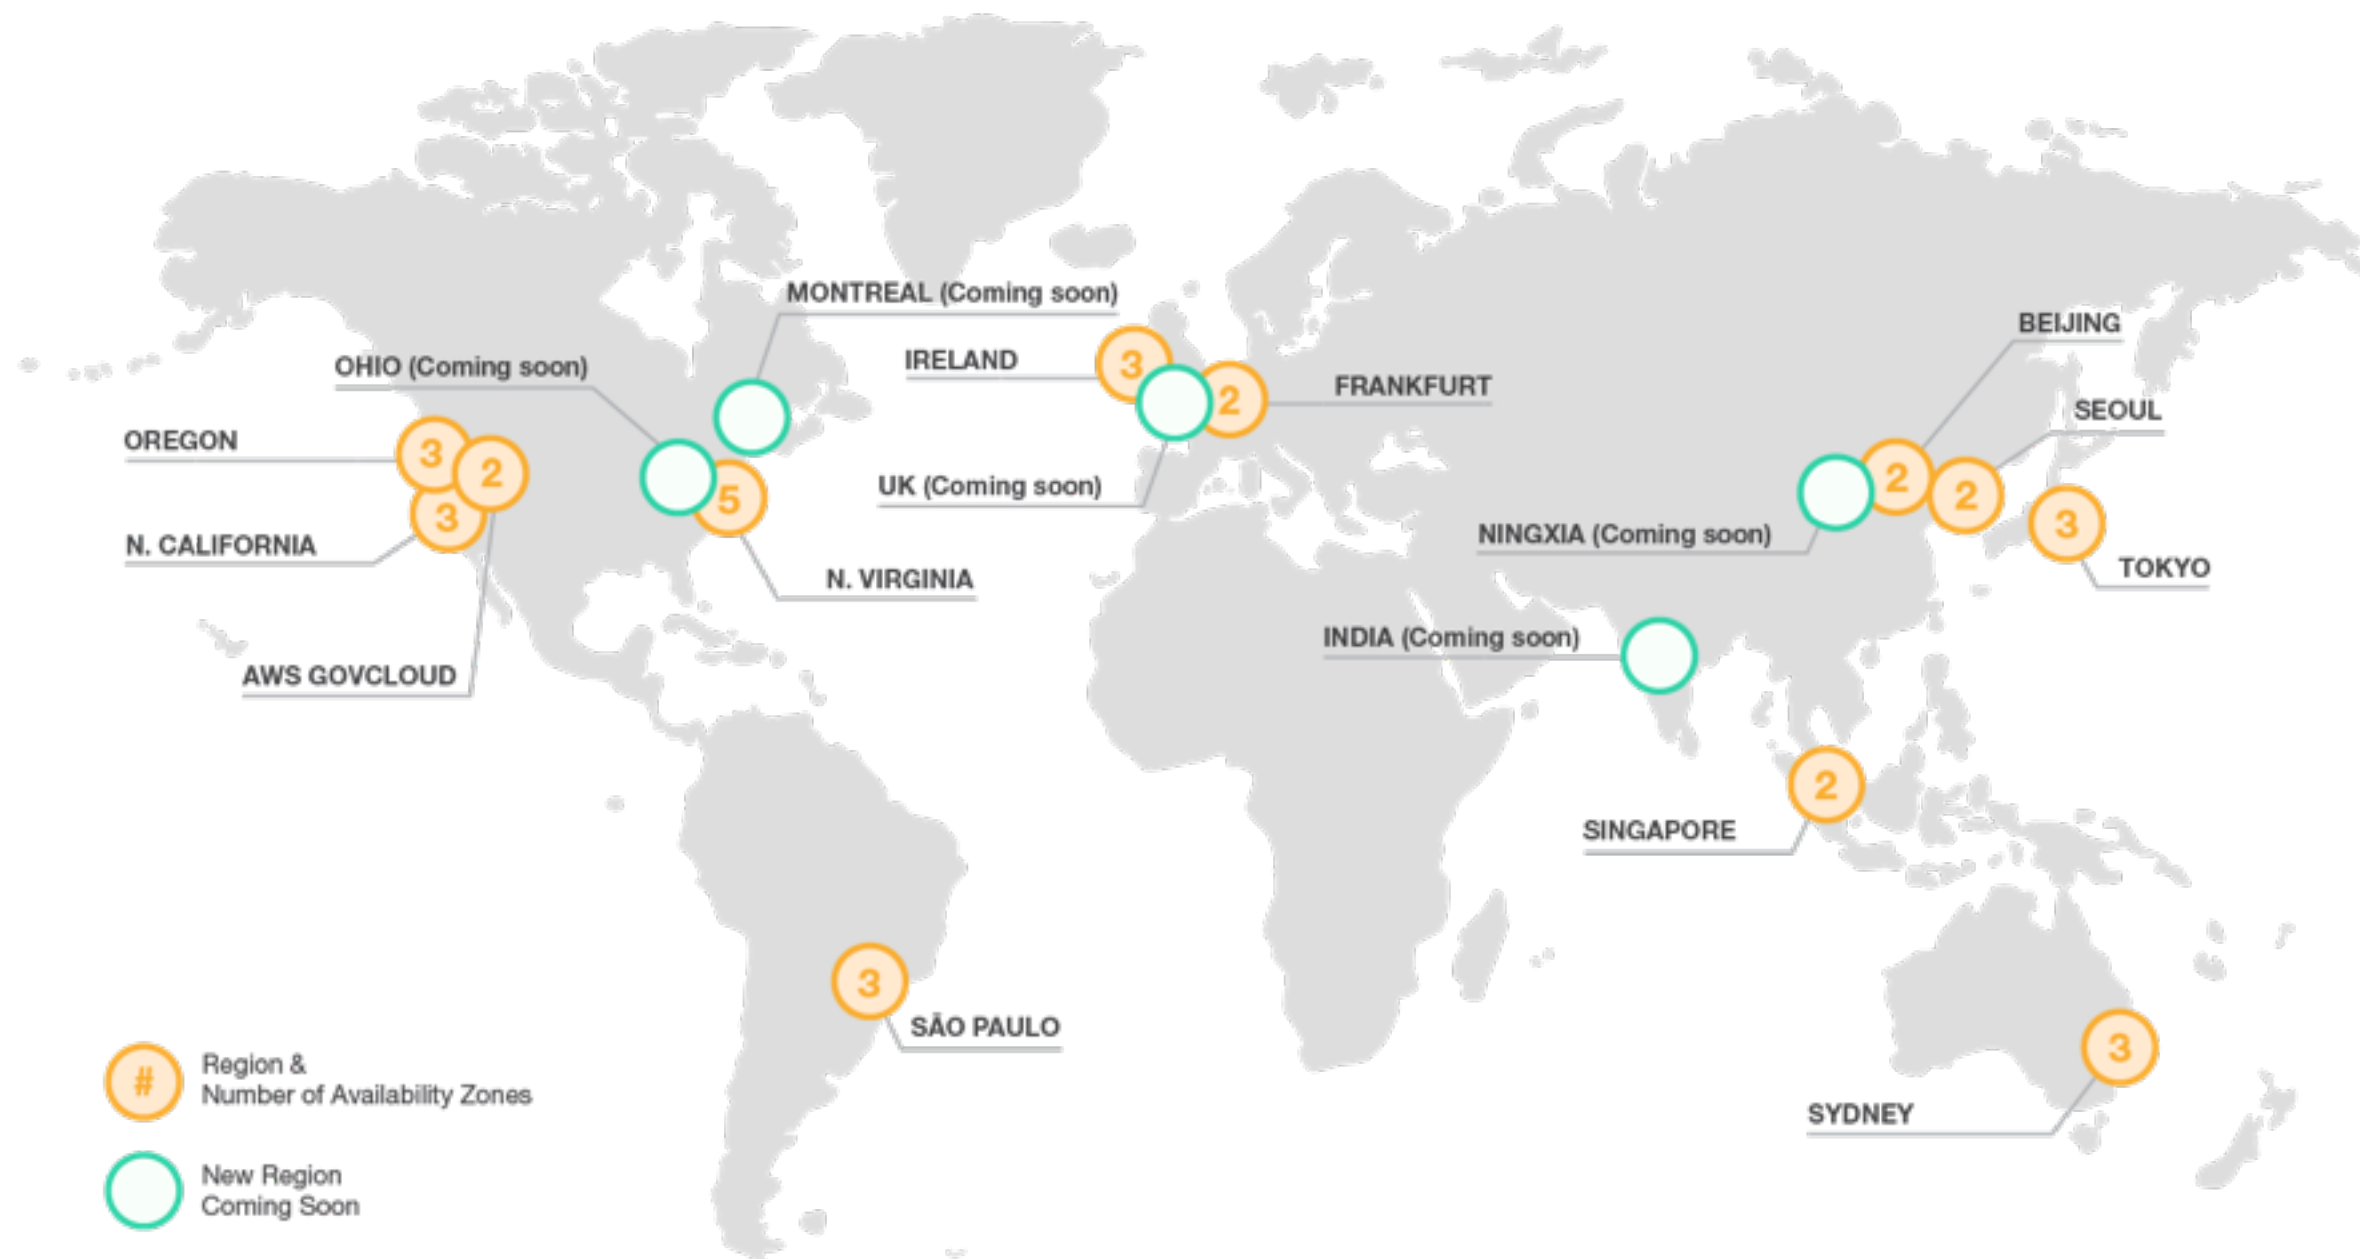 MONTREAL (Coming soon)
OHIO (Coming soon)
OREGON
3
2
3
N. CALIFORNIA
AWS GOVCLOUD
5
N. VIRGINIA
IRELAND
3
2
FRANKFURT
UK (Coming soon)
BEIJING
SEOUL
2
2
3
NINGXIA (Coming soon)
TOKYO
INDIA (Coming soon)
2
SINGAPORE
3
SÃO PAULO
3
SYDNEY
#
Region &
Number of Availability Zones
New Region
Coming Soon